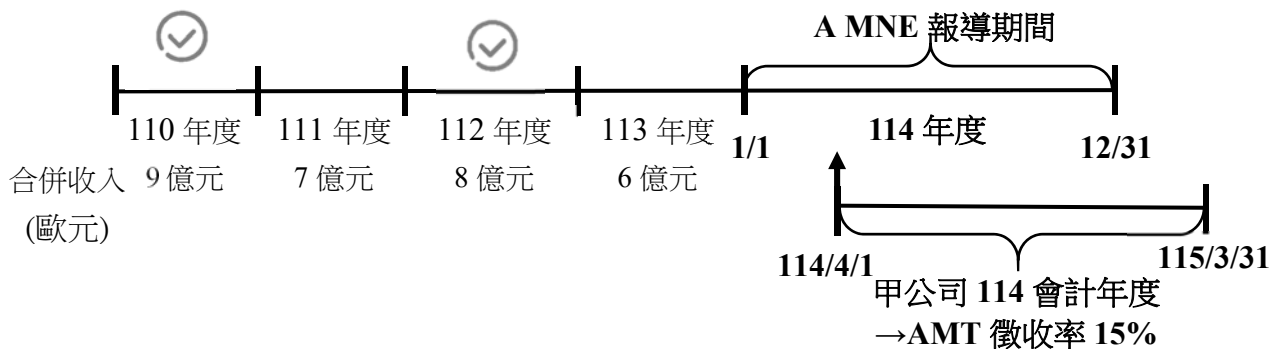 A MNE 報導期間
110 年度 111 年度 112 年度 113 年度 1/1 114 年度 12/31
合併收入 9 億元 7 億元 8 億元 6 億元
(歐元)
114/4/1 115/3/31
甲公司 114 會計年度
→AMT 徵收率 15%